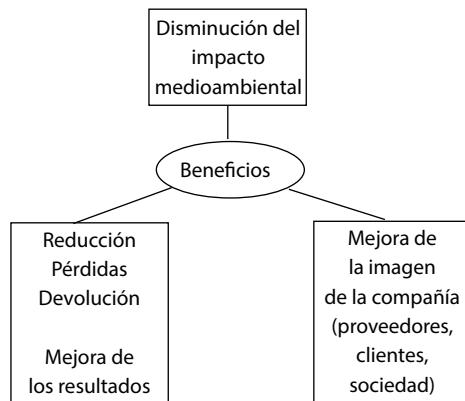 Disminución del
impacto
medioambiental
Beneficios
Reducción
Pérdidas
Devolución
Mejora de
los resultados
Mejora de
la imagen
de la compañía
(proveedores,
clientes,
sociedad)